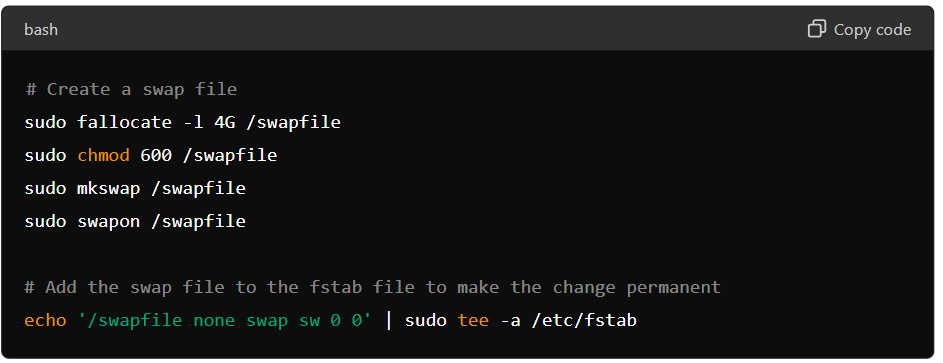 bash
Copy code
# Create a swap file
sudo fallocate -l 4G /swapfile
sudo chmod 600 /swapfile
sudo mkswap /swapfile
sudo swapon /swapfile
# Add the swap file to the fstab file to make the change permanent
echo '/swapfile none swap sw 0 0' | sudo tee -a /etc/fstab